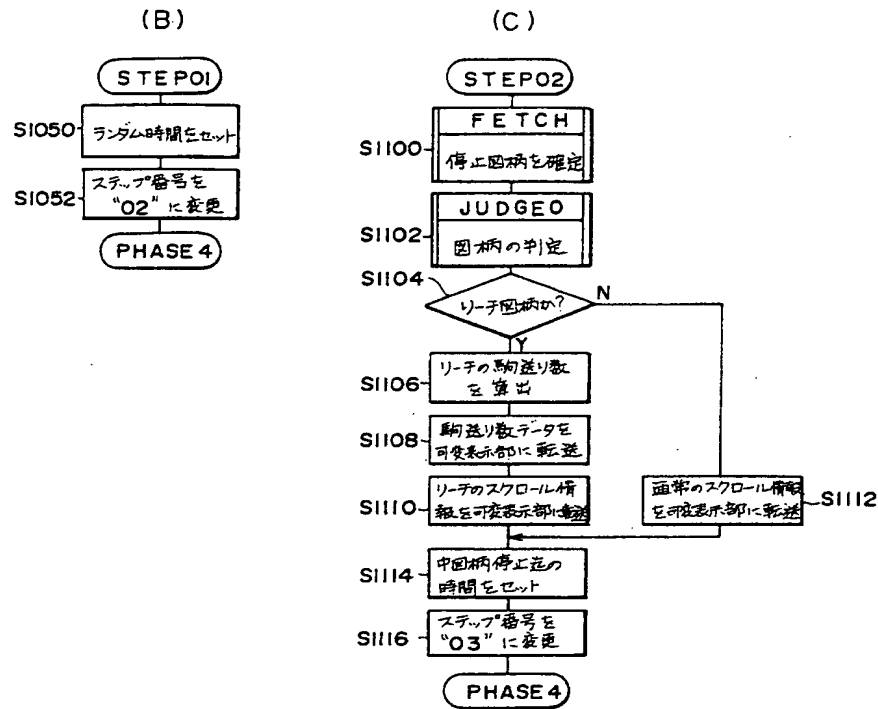 (B)
STEP01
S1050
ランダム時間をセット
S1052
ステップ番号を
"02"に変更
PHASE4
(C)
STEP02
S1100
FETCH
停止図柄を確定
S1102
JUDGE0
図柄の判定
S1104
リーチ図柄か?
N
Y
S1106
リーチの駒送り数
を算出
S1108
駒送り数データを
可変表示部に転送
S1110
リーチのスクロール情
報を可変表示部に転送
のスクロール情報
を可変表示部に転送
S1112
S1114
中図柄停止迄の
時間をセット
S1116
ステップ番号を
"03"に変更
PHASE4